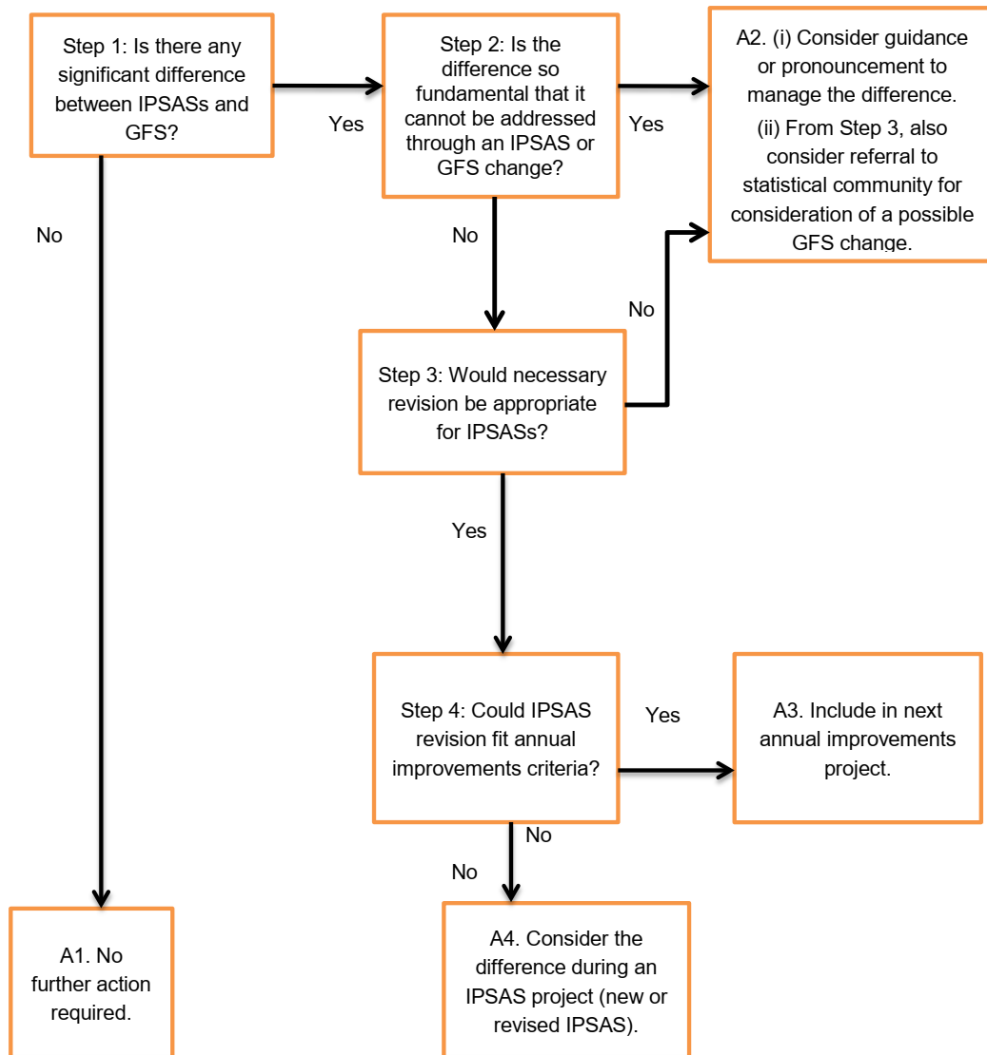 Step 1: Is there any
significant difference
between IPSASs and
GFS?
Yes
Step 2: Is the
difference so
fundamental that it
cannot be addressed
through an IPSAS or
GFS change?
Yes
A2. (i) Consider guidance
or pronouncement to
manage the difference.
(ii) From Step 3, also
consider referral to
statistical community for
consideration of a possible
GFS change.
No
No
No
Step 3: Would necessary
revision be appropriate
for IPSASs?
Yes
Step 4: Could IPSAS
revision fit annual
improvements criteria?
Yes
A3. Include in next
annual improvements
project.
No
No
A1. No
further action
required.
A4. Consider the
difference during an
IPSAS project (new or
revised IPSAS).